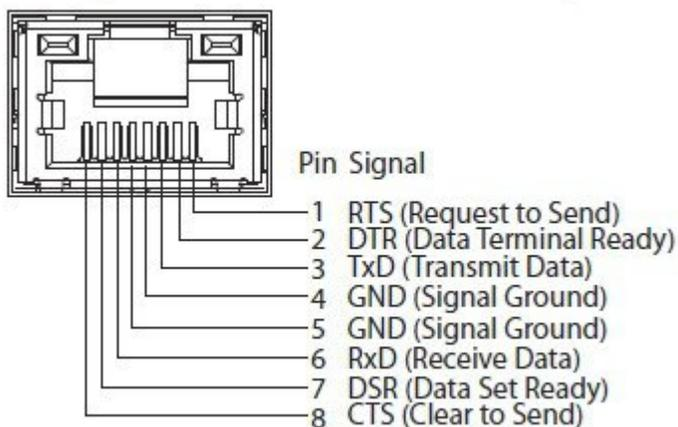 Pin Signal
1 RTS (Request to Send)
2 DTR (Data Terminal Ready)
3 TxD (Transmit Data)
4 GND (Signal Ground)
5 GND (Signal Ground)
6 RxD (Receive Data)
7 DSR (Data Set Ready)
8 CTS (Clear to Send)